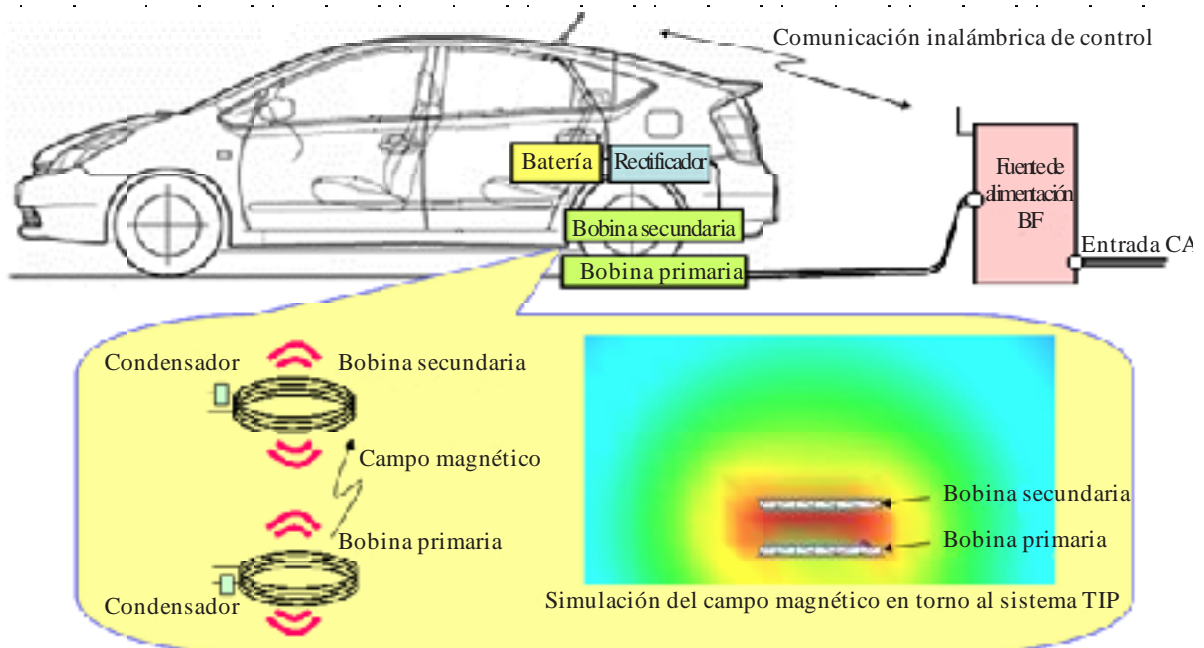 Comunicación inalámbrica de control
Batería
Rectificador
Fuente de
alimentación
BF
Bobina secundaria
Entrada CA
Bobina primaria
Condensador
Bobina secundaria
Campo magnético
Bobina secundaria
Bobina primaria
Bobina primaria
Condensador
Simulación del campo magnético en torno al sistema TIP